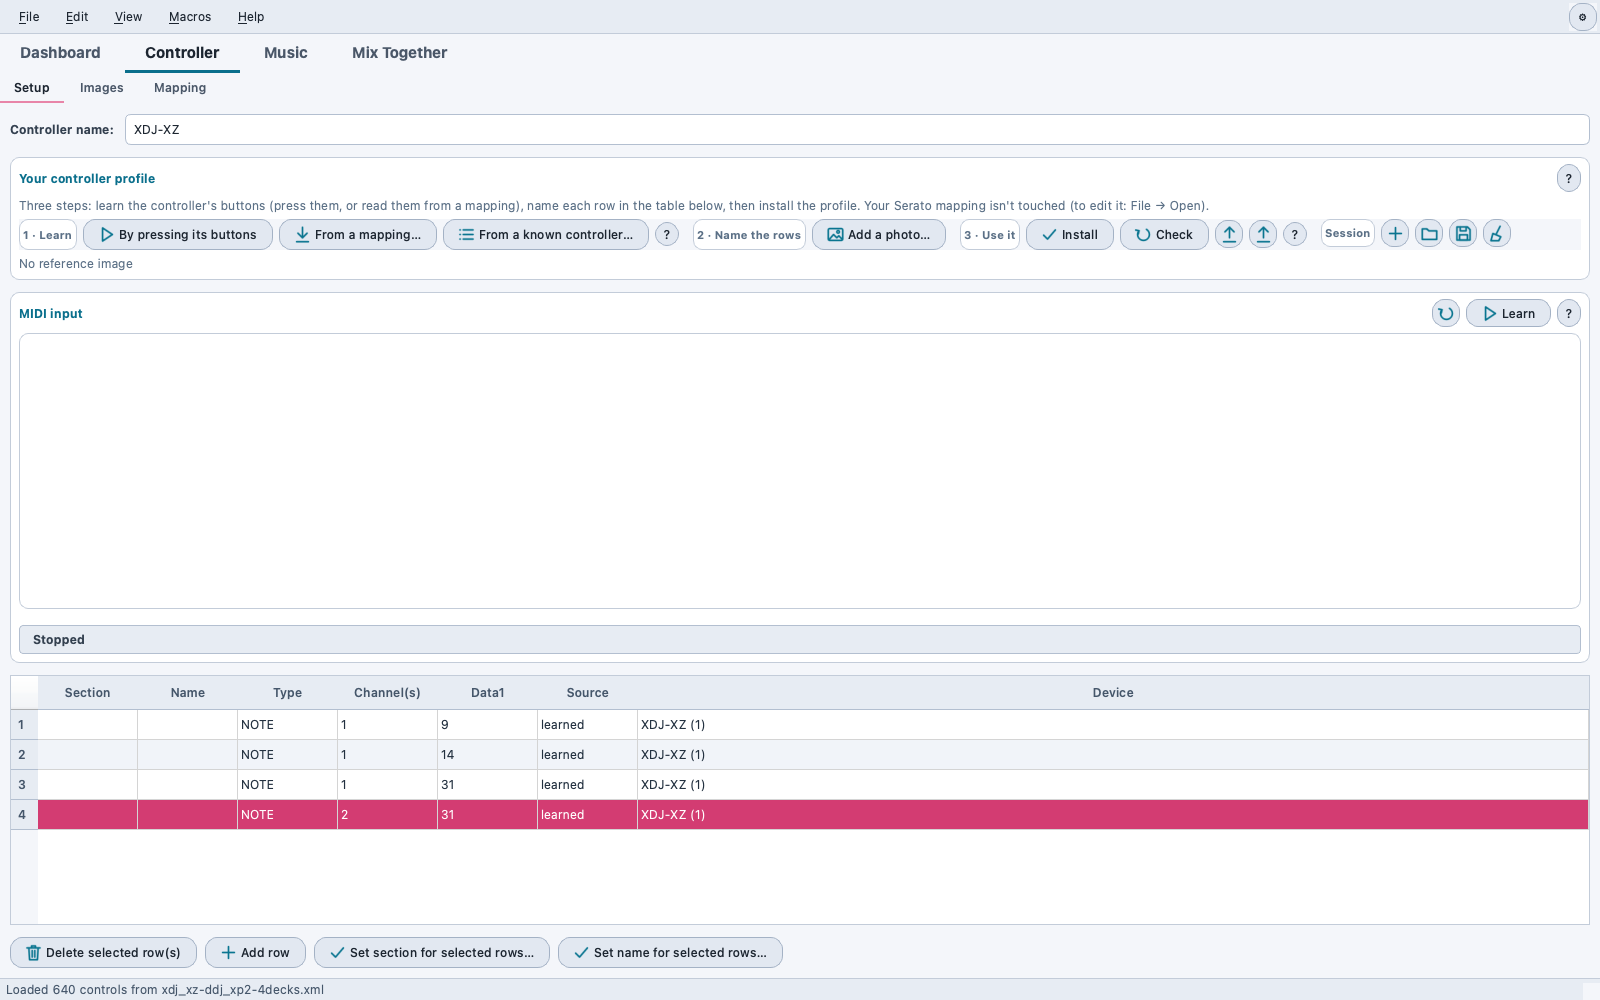 File Edit View Macros Help
Dashboard Controller Music Mix Together
Setup Images Mapping
Controller name: XDJ-XZ
Your controller profile ?
Three steps: learn the controller's buttons (press them, or read them from a mapping), name each row in the table below, then install the profile. Your Serato mapping isn't touched (to edit it: File → Open).
1 · Learn By pressing its buttons From a mapping... From a known controller... ? 2 · Name the rows Add a photo... 3 · Use it Install Check ? Session
No reference image
MIDI input Learn ?
Stopped
Section Name Type Channel(s) Data1 Source Device
1 NOTE 1 9 learned XDJ-XZ (1)
2 NOTE 1 14 learned XDJ-XZ (1)
3 NOTE 1 31 learned XDJ-XZ (1)
4 NOTE 2 31 learned XDJ-XZ (1)
Delete selected row(s) Add row Set section for selected rows... Set name for selected rows...
Loaded 640 controls from xdj_xz-ddj_xp2-4decks.xml